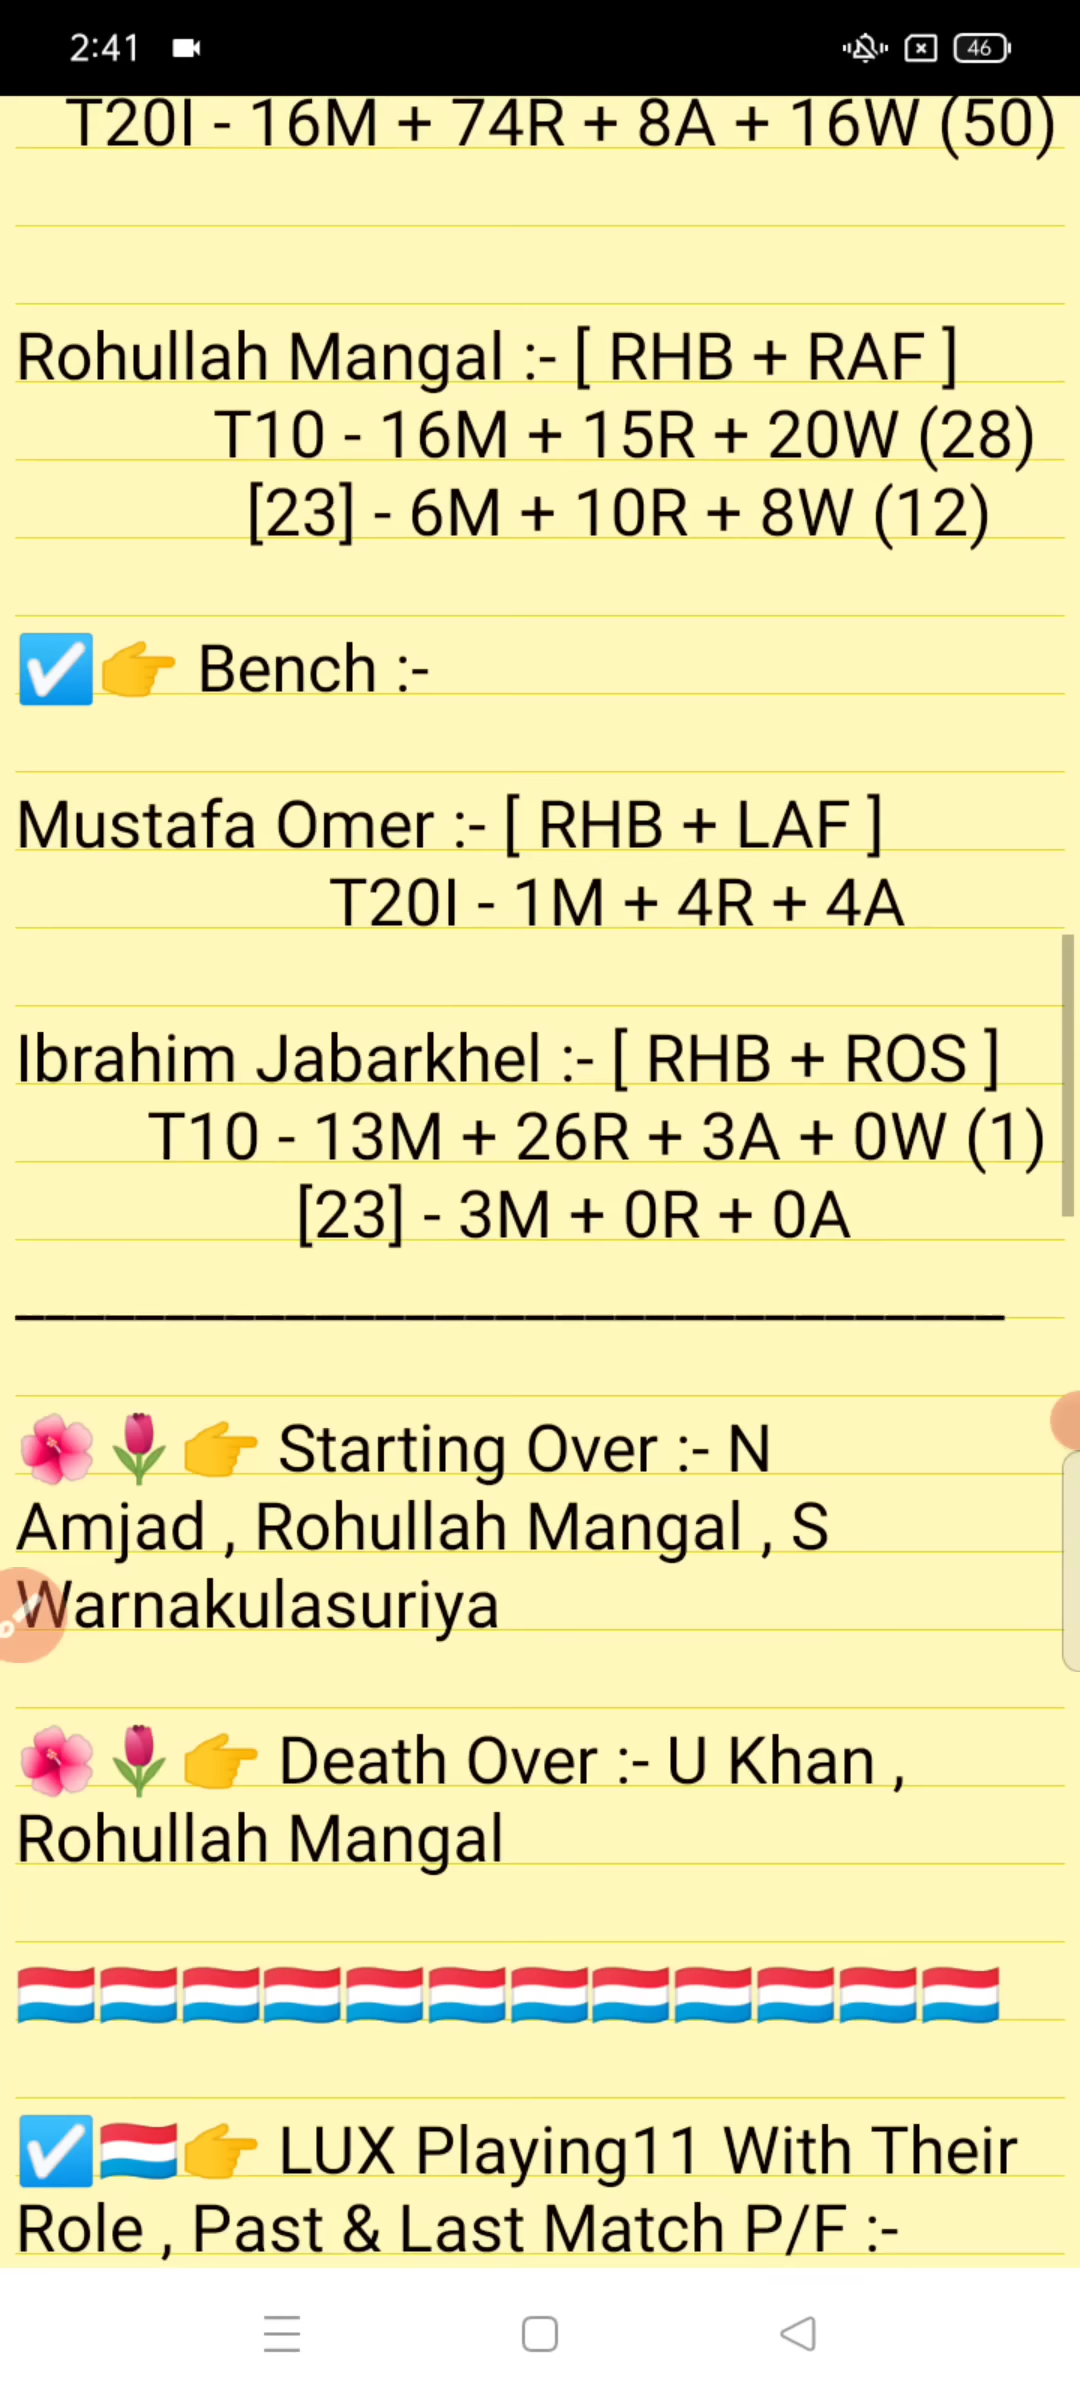 2:41
46
T20I - 16M + 74R + 8A + 16W (50)
Rohullah Mangal :- [ RHB + RAF ]
T10 - 16M + 15R + 20W (28)
[23] - 6M + 10R + 8W (12)
✅👉 Bench :-
Mustafa Omer :- [ RHB + LAF ]
T20I - 1M + 4R + 4A
Ibrahim Jabarkhel :- [ RHB + ROS ]
T10 - 13M + 26R + 3A + 0W (1)
[23] - 3M + 0R + 0A
_________________________________
🌺🌷👉 Starting Over :- N
Amjad , Rohullah Mangal , S
Warnakulasuriya
🌺🌷👉 Death Over :- U Khan ,
Rohullah Mangal
🇱🇺🇱🇺🇱🇺🇱🇺🇱🇺🇱🇺🇱🇺🇱🇺🇱🇺🇱🇺🇱🇺🇱🇺
✅🇱🇺👉 LUX Playing11 With Their
Role , Past & Last Match P/F :-